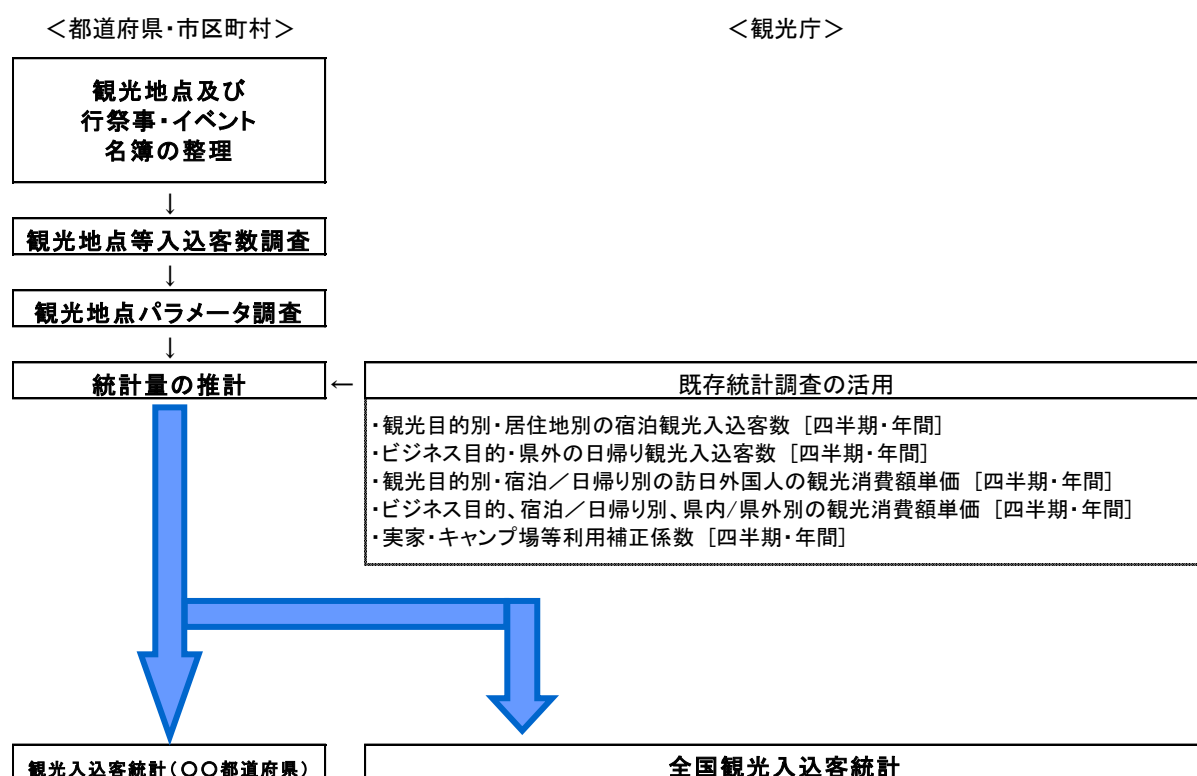 ＜都道府県・市区町村＞
＜観光庁＞
観光地点及び
行祭事・イベント
名簿の整理
↓
観光地点等入込客数調査
↓
観光地点パラメータ調査
↓
統計量の推計
←
既存統計調査の活用
・観光目的別・居住地別の宿泊観光入込客数 ［四半期・年間］
・ビジネス目的・県外の日帰り観光入込客数 ［四半期・年間］
・観光目的別・宿泊／日帰り別の訪日外国人の観光消費額単価 ［四半期・年間］
・ビジネス目的、宿泊／日帰り別、県内/県外別の観光消費額単価 ［四半期・年間］
・実家・キャンプ場等利用補正係数 ［四半期・年間］
観光入込客統計（〇〇都道府県）
全国観光入込客統計